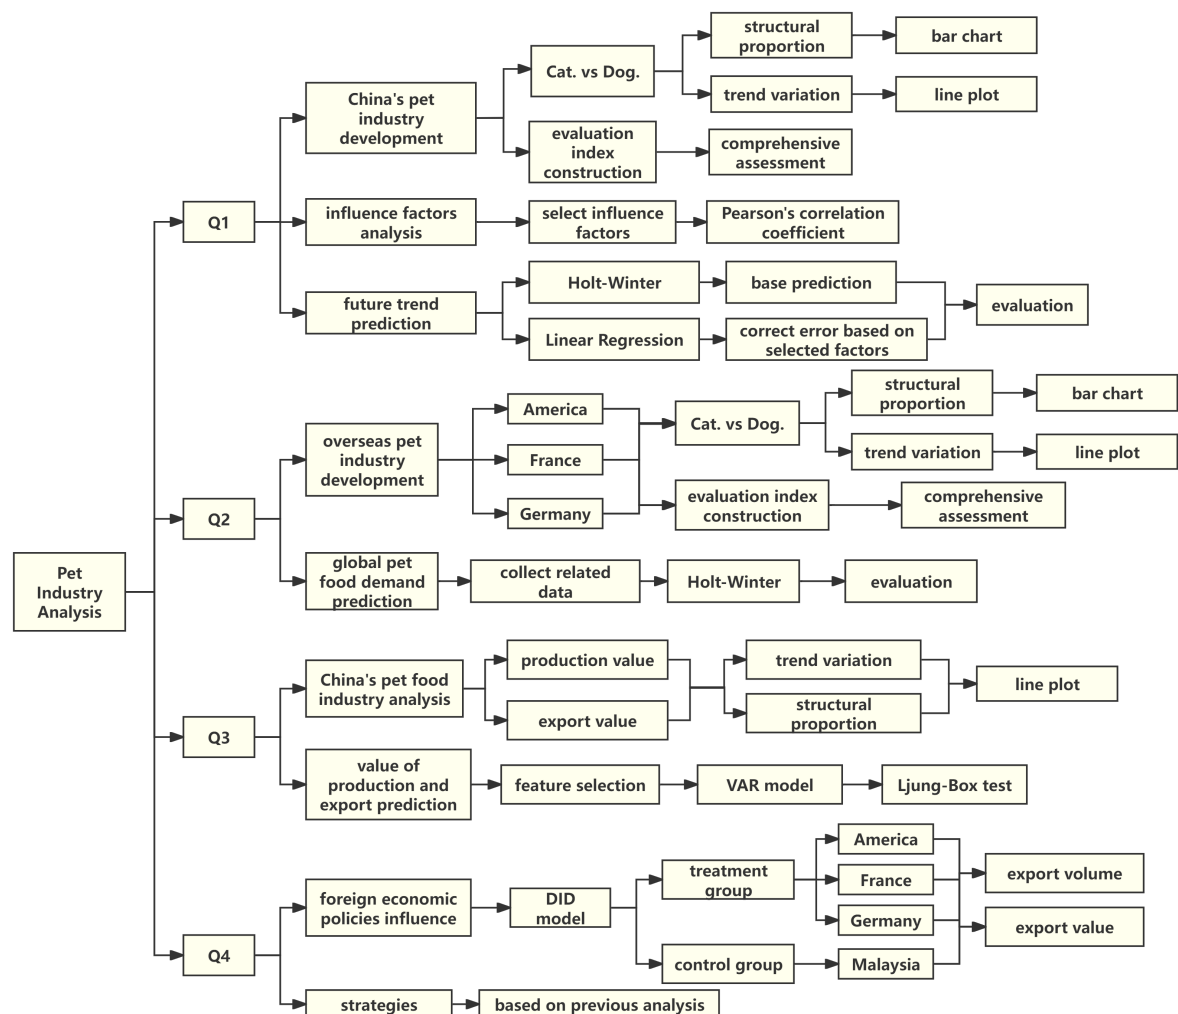 Pet
Industry
Analysis
Q1
China's pet
industry
development
Cat. vs Dog.
structural
proportion
bar chart
trend variation
line plot
evaluation
index
construction
comprehensive
assessment
influence factors
analysis
select influence
factors
Pearson's correlation
coefficient
future trend
prediction
Holt-Winter
base prediction
Linear Regression
correct error based on
selected factors
evaluation
Q2
overseas pet
industry
development
America
France
Germany
Cat. vs Dog.
structural
proportion
bar chart
trend variation
line plot
evaluation index
construction
comprehensive
assessment
global pet
food demand
prediction
collect related
data
Holt-Winter
evaluation
Q3
China's pet food
industry analysis
production value
export value
trend variation
structural
proportion
line plot
value of
production and
export prediction
feature selection
VAR model
Ljung-Box test
Q4
foreign economic
policies influence
DID
model
treatment
group
America
France
Germany
control group
Malaysia
export volume
export value
strategies
based on previous analysis